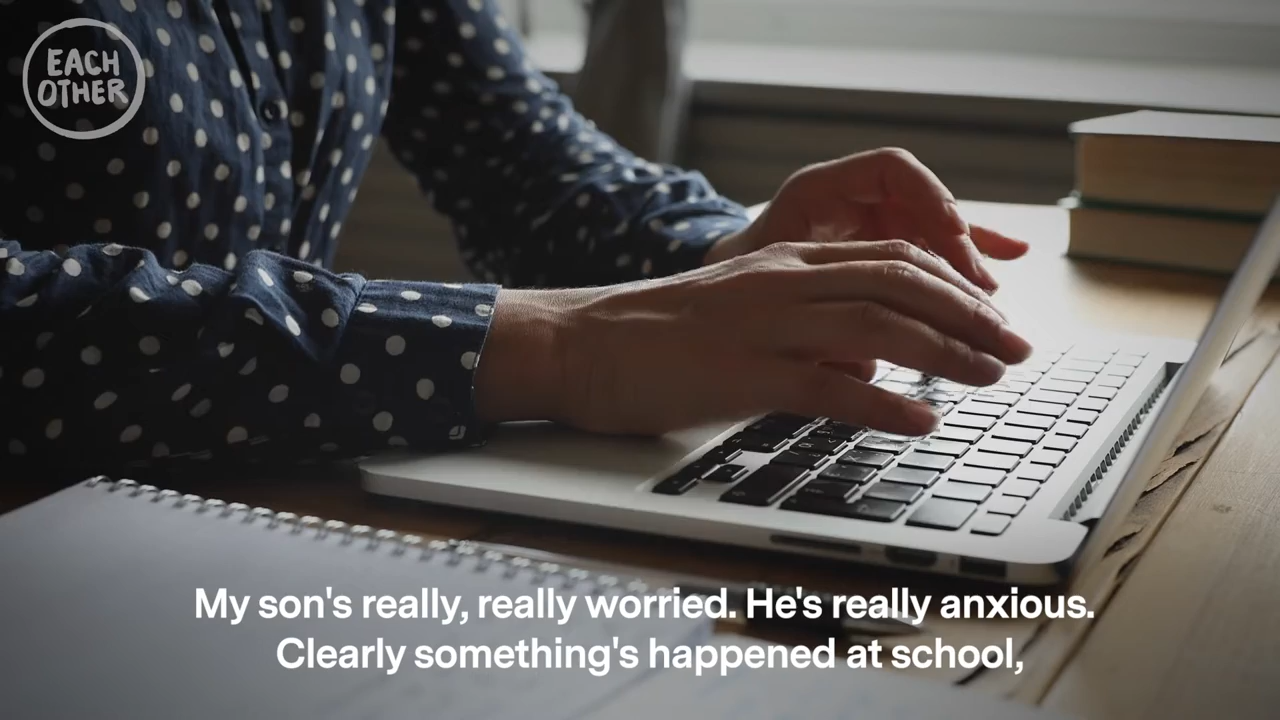 EACH
OTHER
My son's really, really worried. He's really anxious.
Clearly something's happened at school,